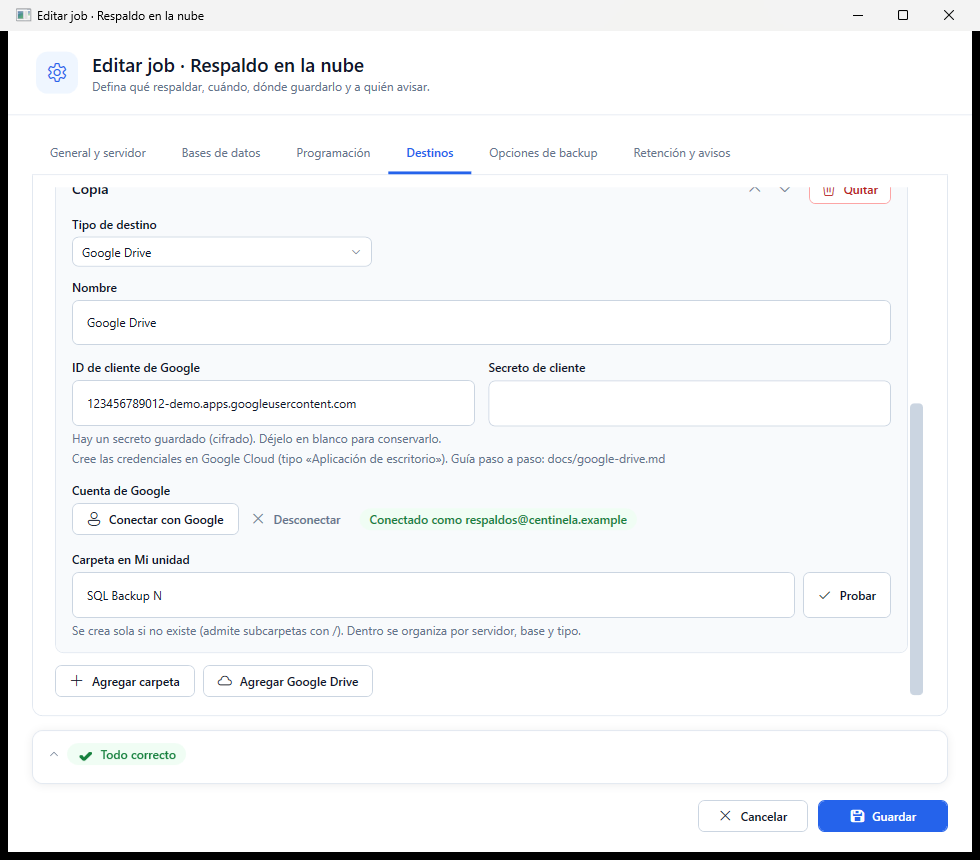 Editar job · Respaldo en la nube
Editar job · Respaldo en la nube
Defina qué respaldar, cuándo, dónde guardarlo y a quién avisar.
General y servidor
Bases de datos
Programación
Destinos
Opciones de backup
Retención y avisos
Copia
Quitar
Tipo de destino
Google Drive
Nombre
Google Drive
ID de cliente de Google
Secreto de cliente
123456789012-demo.apps.googleusercontent.com
Hay un secreto guardado (cifrado). Déjelo en blanco para conservarlo.
Cree las credenciales en Google Cloud (tipo «Aplicación de escritorio»). Guía paso a paso: docs/google-drive.md
Cuenta de Google
Conectar con Google
Desconectar
Conectado como respaldos@centinela.example
Carpeta en Mi unidad
SQL Backup N
Probar
Se crea sola si no existe (admite subcarpetas con /). Dentro se organiza por servidor, base y tipo.
Agregar carpeta
Agregar Google Drive
Todo correcto
Cancelar
Guardar